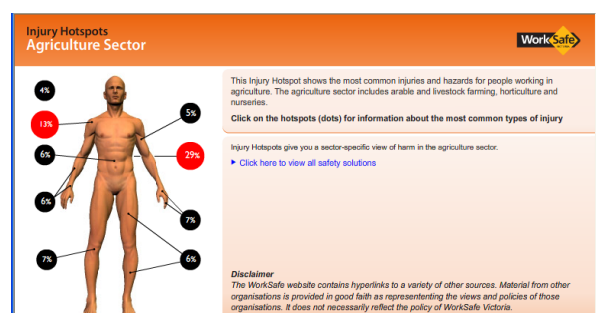 Injury Hotspots
Agriculture Sector
WorkSafe
VICTORIA
4%
13%
5%
6%
29%
6%
7%
7%
6%
This Injury Hotspot shows the most common injuries and hazards for people working in
agriculture. The agriculture sector includes arable and livestock farming, horticulture and
nurseries.
Click on the hotspots (dots) for information about the most common types of injury
Injury Hotspots give you a sector-specific view of harm in the agriculture sector.
Click here to view all safety solutions
Disclaimer
The WorkSafe website contains hyperlinks to a variety of other sources. Material from other
organisations is provided in good faith as represententing the views and policies of those
organisations. It does not necessarily reflect the policy of WorkSafe Victoria.